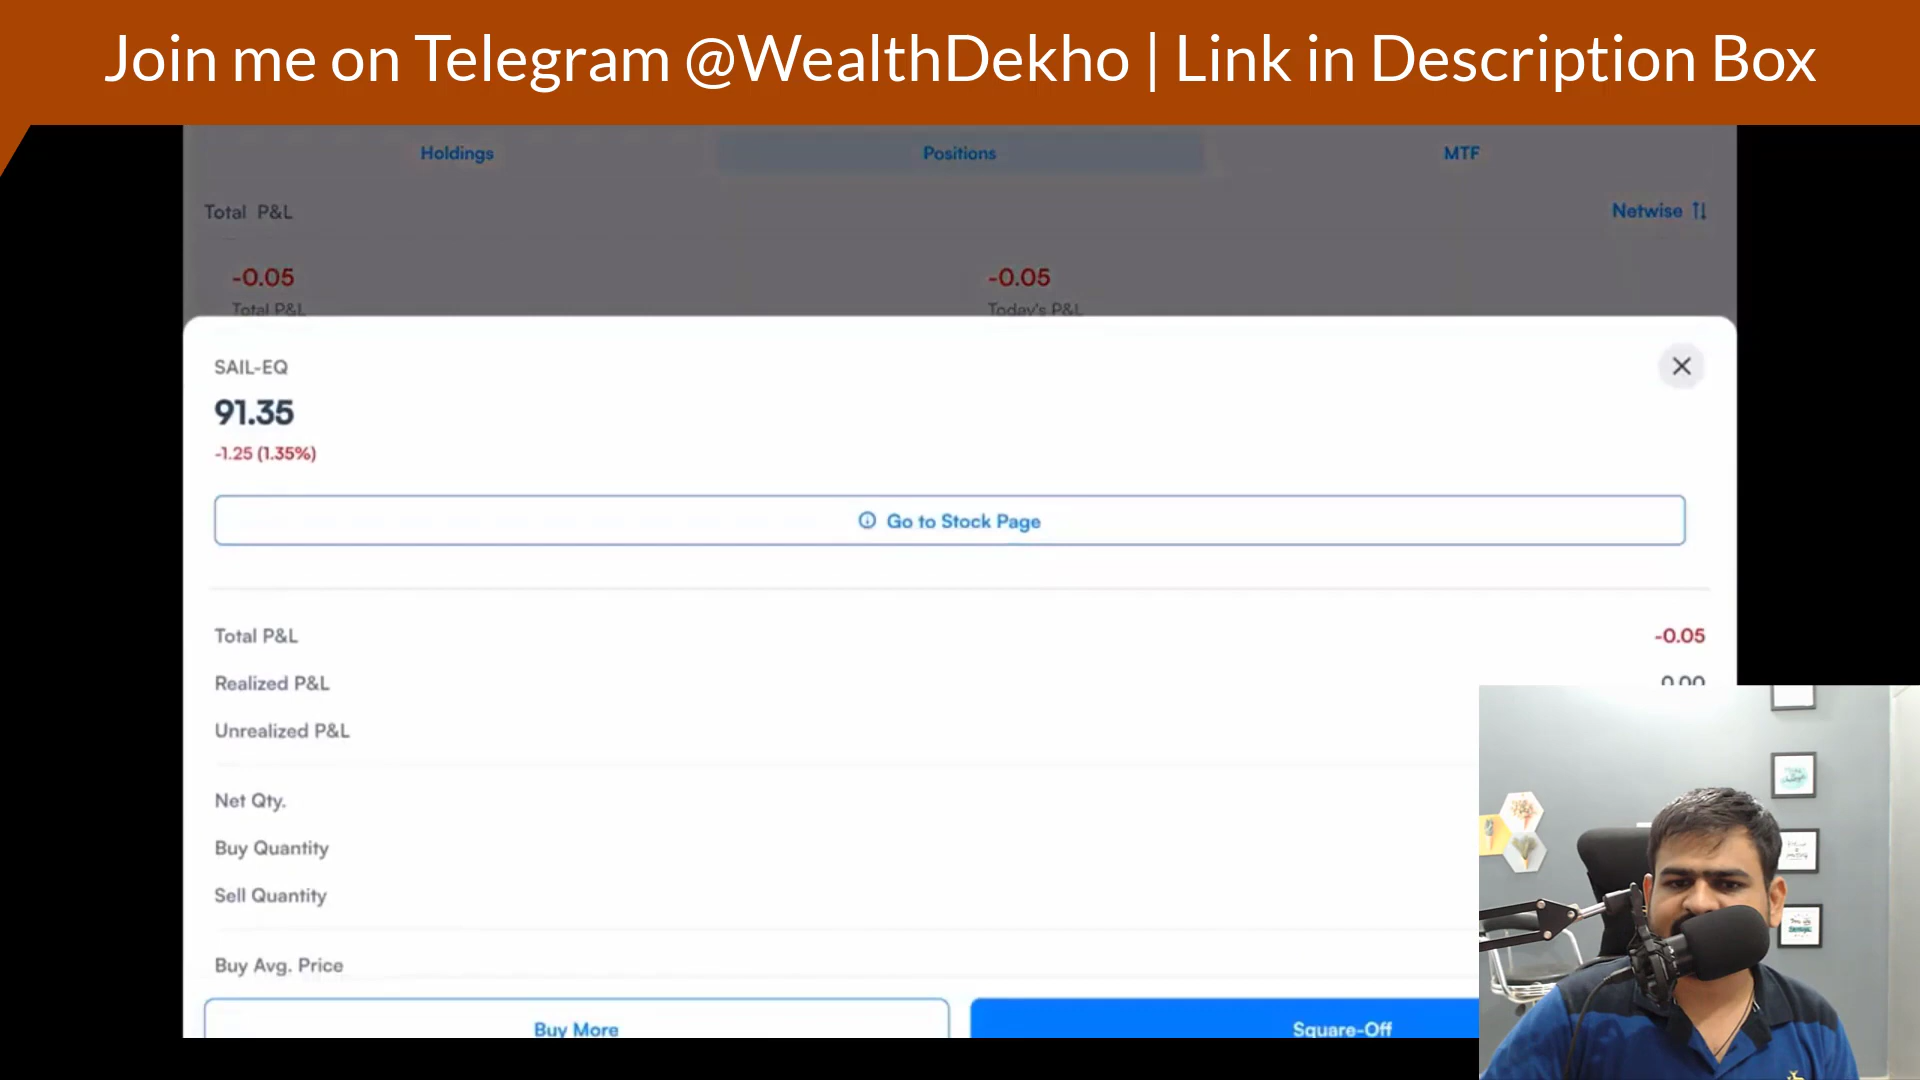 Join me on Telegram @WealthDekho | Link in Description Box
Holdings Positions MTF
Total P&L Netwise
-0.05 -0.05
Total P&L Today's P&L
SAIL-EQ
91.35
-1.25 (1.35%)
Go to Stock Page
Total P&L -0.05
Realized P&L 0.00
Unrealized P&L
Net Qty.
Buy Quantity
Sell Quantity
Buy Avg. Price
Buy More Square-Off